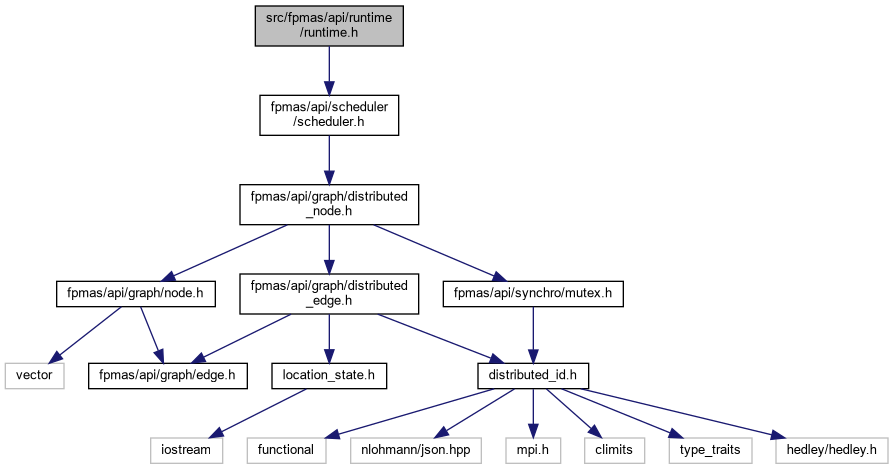 src/fpmas/api/runtime
/runtime.h
fpmas/api/scheduler
/scheduler.h
fpmas/api/graph/distributed
_node.h
fpmas/api/graph/node.h
fpmas/api/graph/distributed
_edge.h
fpmas/api/synchro/mutex.h
vector
fpmas/api/graph/edge.h
location_state.h
distributed_id.h
iostream
functional
nlohmann/json.hpp
mpi.h
climits
type_traits
hedley/hedley.h